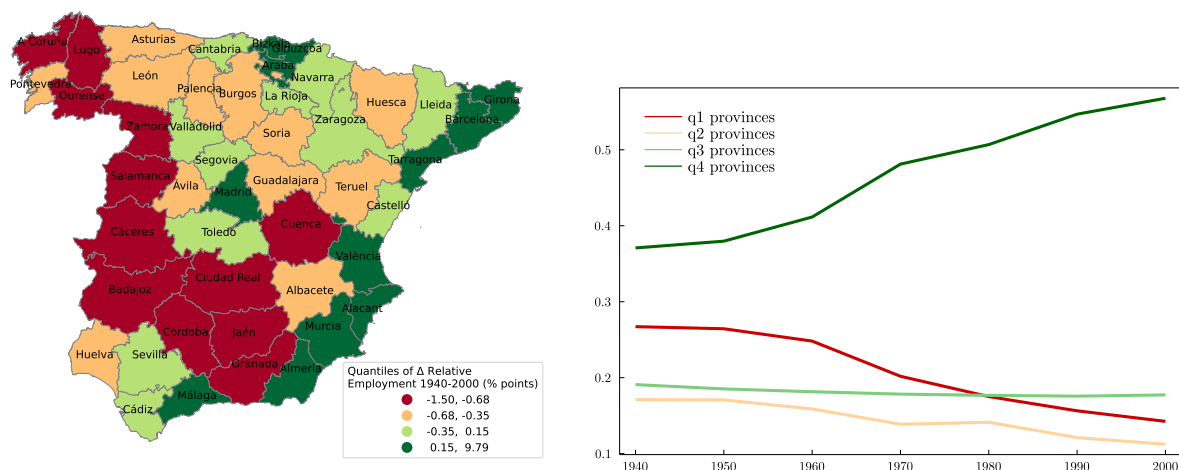 A Coruña
Lugo
Asturias
Cantabria
Bizkaia
Gipuzcoa
Araba
Navarra
Pontevedra
Ourense
León
Palencia
Burgos
La Rioja
Huesca
Lleida
Girona
Barcelona
Zamora
Valladolid
Soria
Zaragoza
Tarragona
Salamanca
Segovia
Ávila
Madrid
Guadalajara
Teruel
Castelló
Cáceres
Toledo
Cuenca
València
Badajoz
Ciudad Real
Albacete
Alacant
Murcia
Huelva
Sevilla
Córdoba
Jaén
Granada
Almería
Málaga
Cádiz
Quantiles of Δ Relative
Employment 1940-2000 (% points)
-1.50, -0.68
-0.68, -0.35
-0.35, 0.15
0.15, 9.79
q1 provinces
q2 provinces
q3 provinces
q4 provinces
0.5
0.4
0.3
0.2
0.1
1940 1950 1960 1970 1980 1990 2000